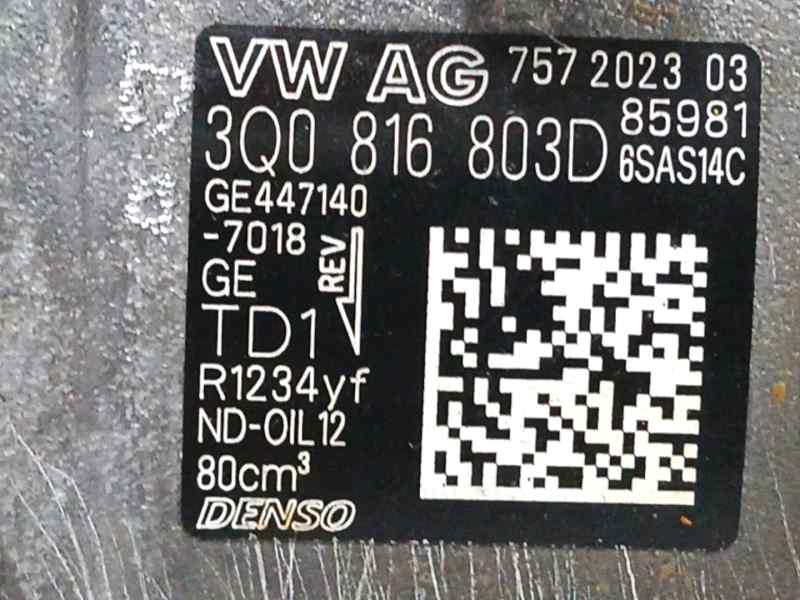 VW AG 757 2023 03
3Q0 816 803D 85981
6SAS14C
GE447140
-7018
REV
GE
TD1
R1234yf
ND-OIL12
80cm³
DENSO